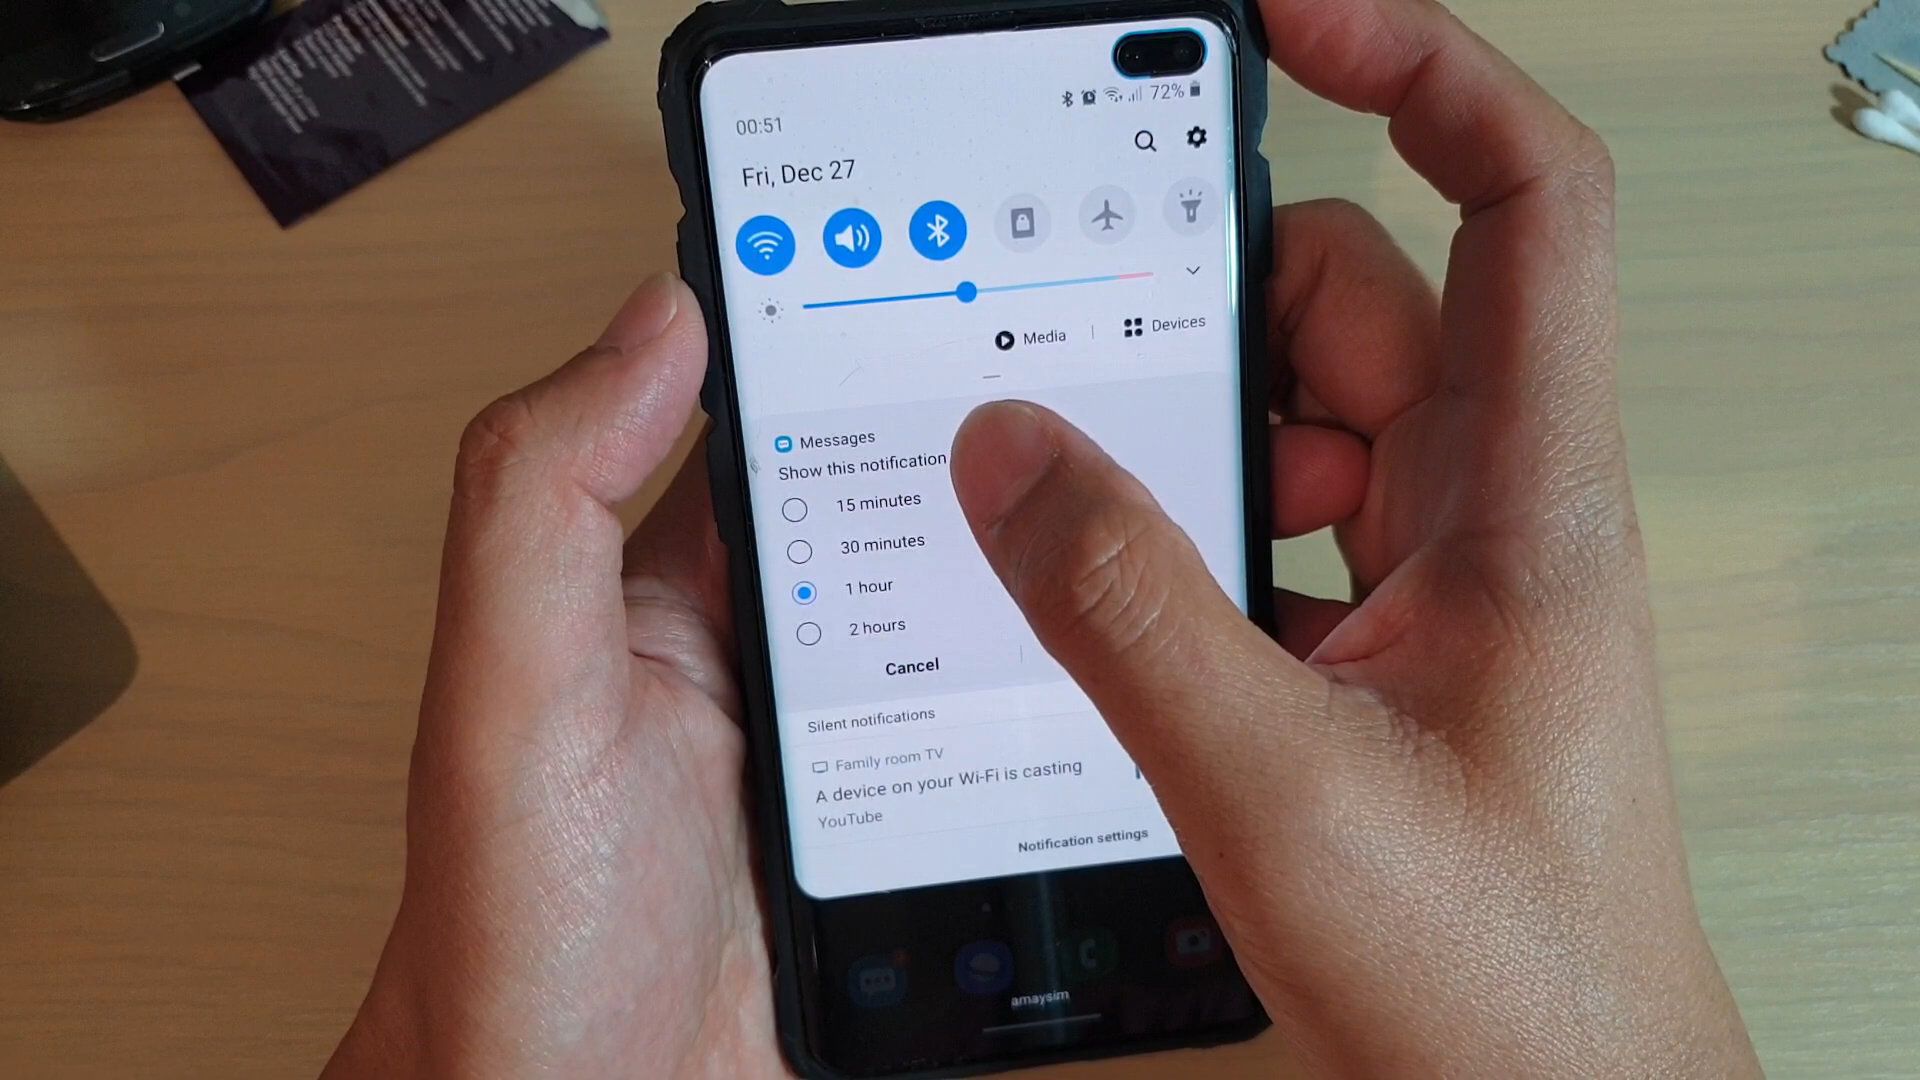 72%
00:51
Fri, Dec 27
Media | Devices
Messages
Show this notification
15 minutes
30 minutes
1 hour
2 hours
Cancel
Silent notifications
Family room TV
A device on your Wi-Fi is casting
YouTube
Notification settings
amaysim